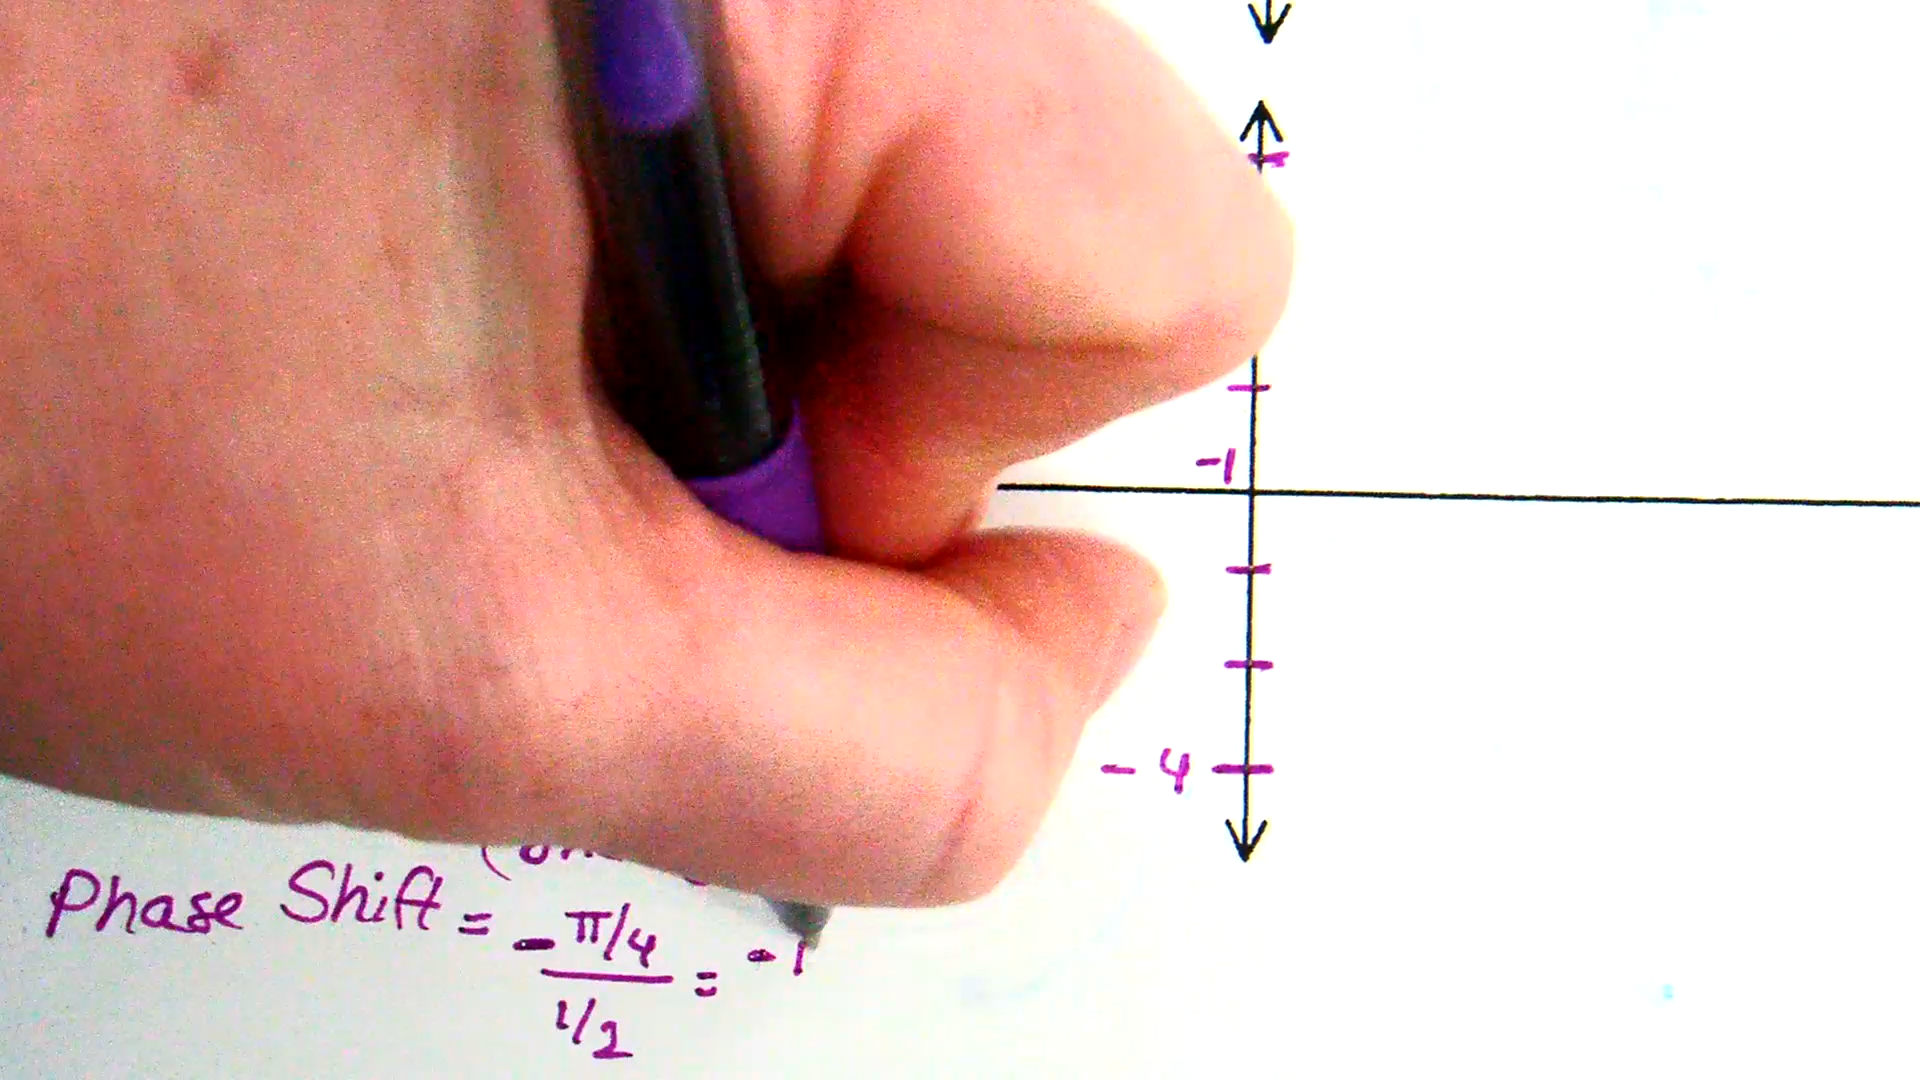 -1
- 4
Phase Shift = - π/4 / 1/2 = - 1